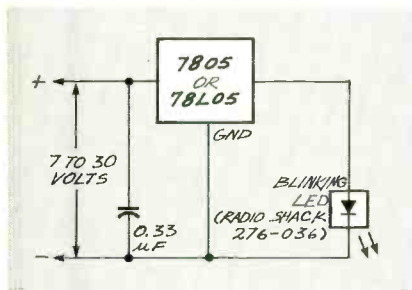 7805
OR
78L05
+
GND
7 TO 30
VOLTS
BLINKING
LED
(RADIO SHACK
276-036)
0.33
µF
-